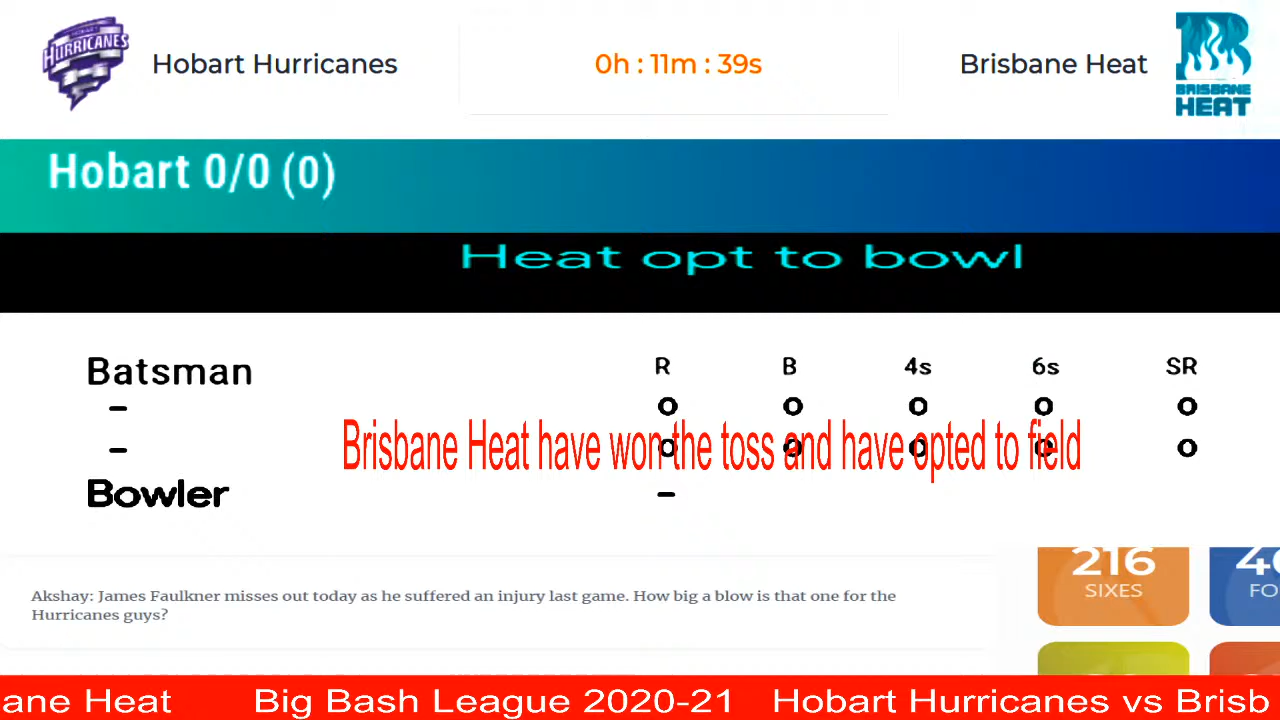 HOBART
HURRICANES
Hobart Hurricanes
0h : 11m : 39s
Brisbane Heat
BRISBANE
HEAT
Hobart 0/0 (0)
Heat opt to bowl
Batsman R B 4s 6s SR
- 0 0 0 0 0
- 0 0 0 0 0
Brisbane Heat have won the toss and have opted to field
Bowler -
Akshay: James Faulkner misses out today as he suffered an injury last game. How big a blow is that one for the
Hurricanes guys?
216
SIXES
ane Heat Big Bash League 2020-21 Hobart Hurricanes vs Brisb